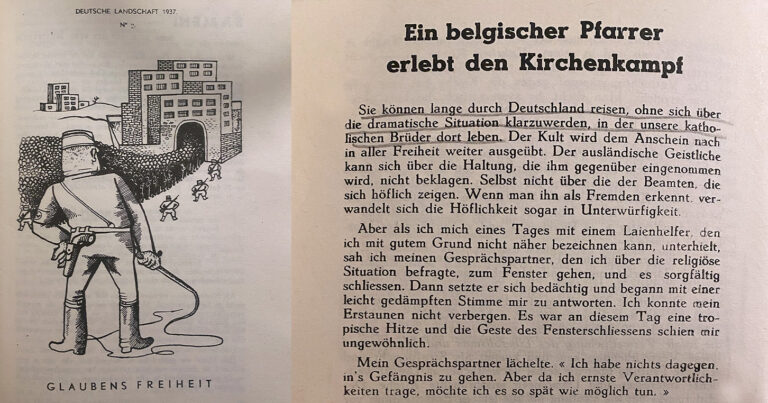 DEUTSCHE LANDSCHAFT 1937.
GLAUBENS FREIHEIT
Ein belgischer Pfarrer
erlebt den Kirchenkampf
Sie können lange durch Deutschland reisen, ohne sich über
die dramatische Situation klarzuwerden, in der unsere katho-
lischen Brüder dort leben. Der Kult wird dem Anschein nach
in aller Freiheit weiter ausgeübt. Der ausländische Geistliche
kann sich über die Haltung, die ihm gegenüber eingenommen
wird, nicht beklagen. Selbst nicht über die der Beamten, die
sich höflich zeigen. Wenn man ihn als Fremden erkennt, ver-
wandelt sich die Höflichkeit sogar in Unterwürfigkeit.
Aber als ich mich eines Tages mit einem Laienhelfer, den
ich mit gutem Grund nicht näher bezeichnen kann, unterhielt,
sah ich meinen Gesprächspartner, den ich über die religiöse
Situation befragte, zum Fenster gehen, und es sorgfältig
schliessen. Dann setzte er sich bedächtig und begann mit einer
leicht gedämpften Stimme mir zu antworten. Ich konnte mein
Erstaunen nicht verbergen. Es war an diesem Tag eine tro-
pische Hitze und die Geste des Fensterschliessens schien mir
ungewöhnlich.
Mein Gesprächspartner lächelte. « Ich habe nichts dagegen,
in's Gefängnis zu gehen. Aber da ich ernste Verantwortlich-
keiten trage, möchte ich es so spät wie möglich tun. »